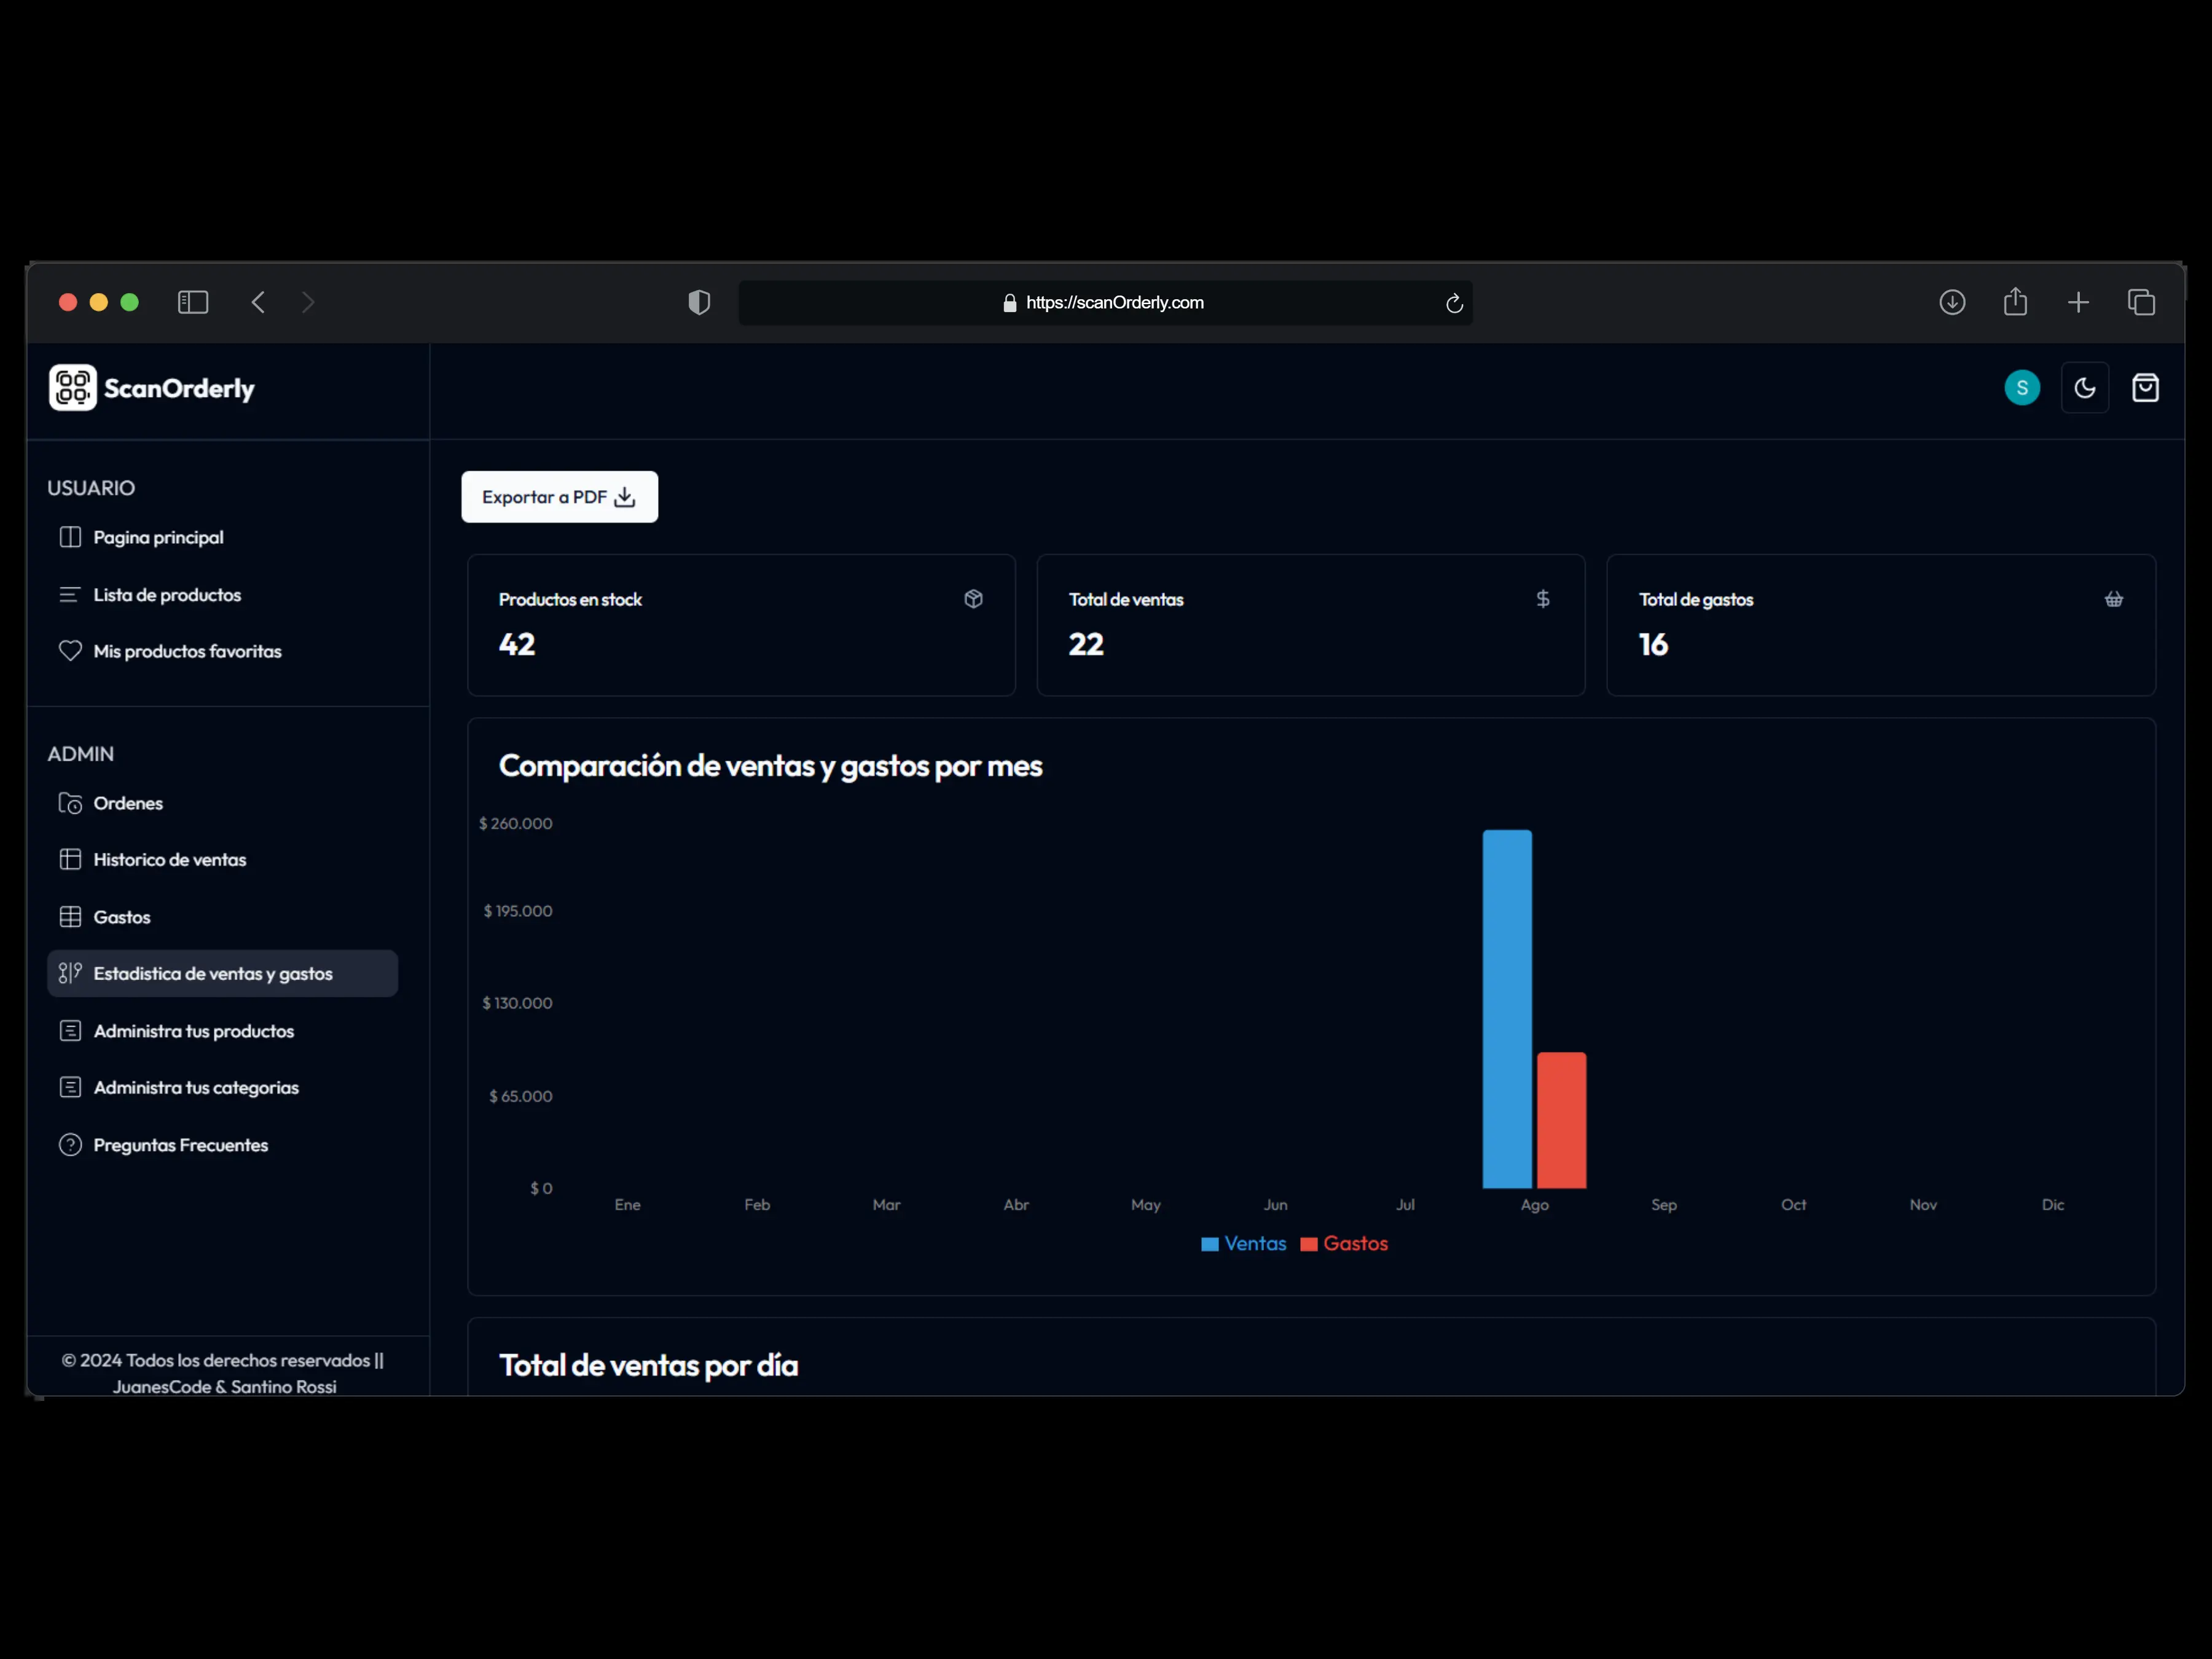 https://scanOrderly.com
ScanOrderly
S
USUARIO
Pagina principal
Lista de productos
Mis productos favoritas
ADMIN
Ordenes
Historico de ventas
Gastos
Estadistica de ventas y gastos
Administra tus productos
Administra tus categorias
Preguntas Frecuentes
© 2024 Todos los derechos reservados ||
JuanesCode & Santino Rossi
Exportar a PDF
Productos en stock
42
Total de ventas
22
Total de gastos
16
Comparación de ventas y gastos por mes
$ 260.000
$ 195.000
$ 130.000
$ 65.000
$ 0
Ene Feb Mar Abr May Jun Jul Ago Sep Oct Nov Dic
Ventas Gastos
Total de ventas por día